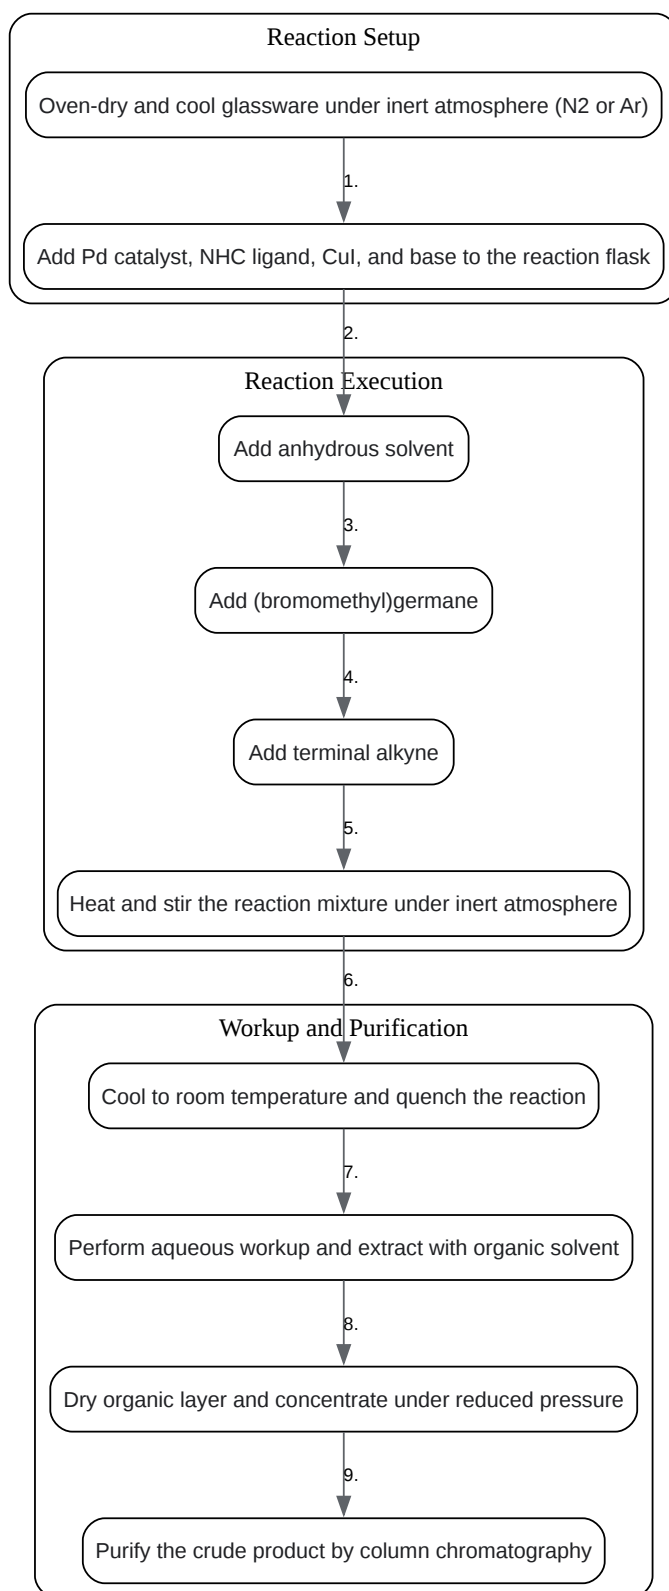 Reaction Setup
Oven-dry and cool glassware under inert atmosphere (N2 or Ar)
1.
Add Pd catalyst, NHC ligand, CuI, and base to the reaction flask
2.
Reaction Execution
Add anhydrous solvent
3.
Add (bromomethyl)germane
4.
Add terminal alkyne
5.
Heat and stir the reaction mixture under inert atmosphere
6.
Workup and Purification
Cool to room temperature and quench the reaction
7.
Perform aqueous workup and extract with organic solvent
8.
Dry organic layer and concentrate under reduced pressure
9.
Purify the crude product by column chromatography